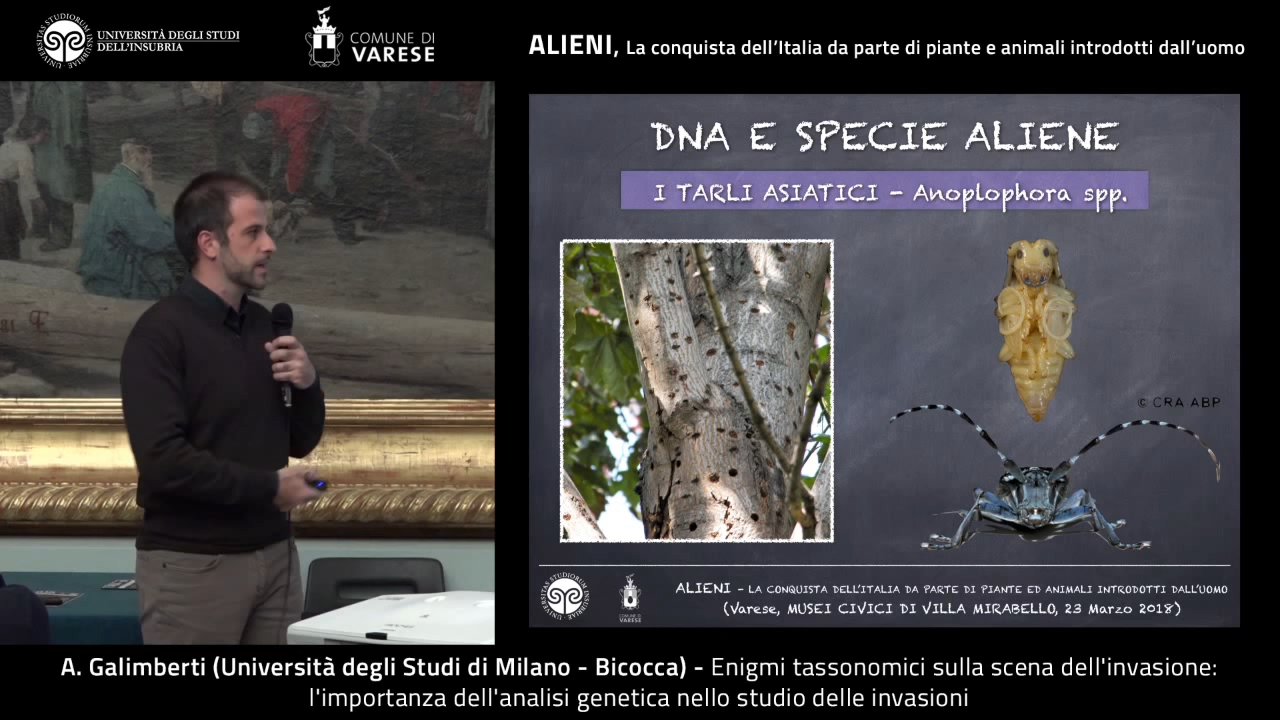 UNIVERSITÀ DEGLI STUDI
DELL'INSUBRIA
COMUNE DI
VARESE
ALIENI, La conquista dell'Italia da parte di piante e animali introdotti dall'uomo
DNA E SPECIE ALIENE
I TARLI ASIATICI - Anoplophora spp.
© CRA ABP
ALIENI - LA CONQUISTA DELL'ITALIA DA PARTE DI PIANTE ED ANIMALI INTRODOTTI DALL'UOMO
(Varese, MUSEI CIVICI DI VILLA MIRABELLO, 23 Marzo 2018)
COMUNE DI
VARESE
A. Galimberti (Università degli Studi di Milano - Bicocca) - Enigmi tassonomici sulla scena dell'invasione:
l'importanza dell'analisi genetica nello studio delle invasioni